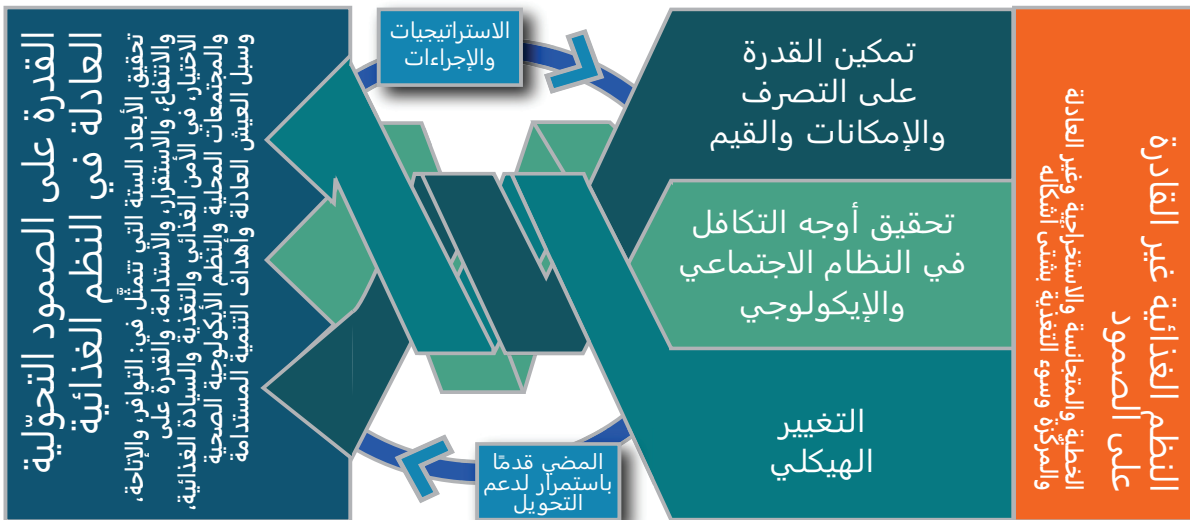 النظم الغذائية غير القادرة
على الصمود
الخطيّة والمتجانسة والاستخراجية وغير العادلة
والمركّزة وسوء التغذية بشتى أشكاله
تمكين القدرة
على التصرف
والإمكانات والقيم
تحقيق أوجه التكافل
في النظام الاجتماعي
والإيكولوجي
التغيير
الهيكلي
الاستراتيجيات
والإجراءات
المضي قدمًا
باستمرار لدعم
التحويل
القدرة على الصمود التحوّلية
العادلة في النظم الغذائية
تحقيق الأبعاد الستة التي تتمثّل في: التوافر، والإتاحة،
والانتفاع، والاستقرار، والاستدامة، والقدرة على
الاختيار، في الأمن الغذائي والتغذية والسيادة الغذائية،
والمجتمعات المحلية والنظم الأيكولوجية الصحية
وسبل العيش العادلة وأهداف التنمية المستدامة